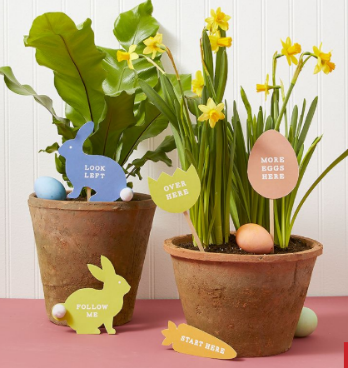 LOOK
LEFT
OVER
HERE
MORE
EGGS
HERE
FOLLOW
ME
START HERE